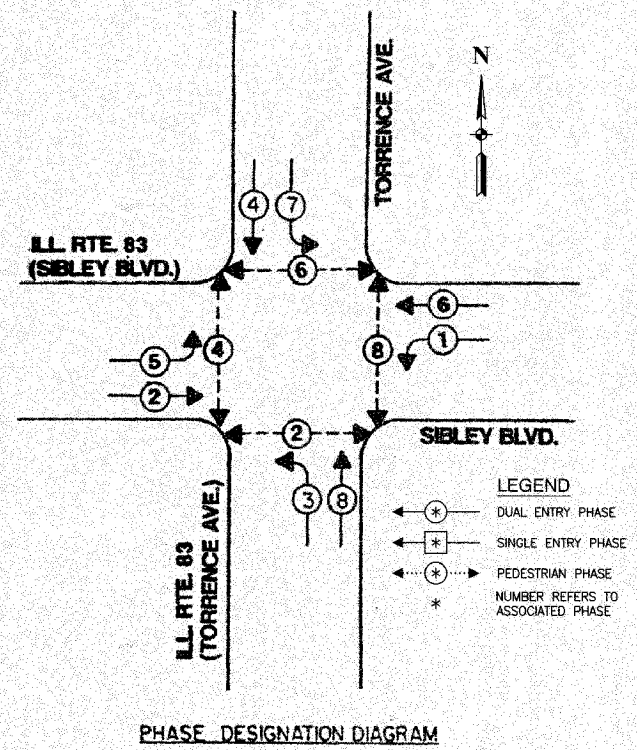 N
TORRENCE AVE.
4
7
ILL. RTE. 83
(SIBLEY BLVD.)
6
6
5
4
8
1
2
2
SIBLEY BLVD.
3
8
ILL. RTE. 83
(TORRENCE AVE.)
LEGEND
* DUAL ENTRY PHASE
* SINGLE ENTRY PHASE
* PEDESTRIAN PHASE
* NUMBER REFERS TO
ASSOCIATED PHASE
PHASE DESIGNATION DIAGRAM